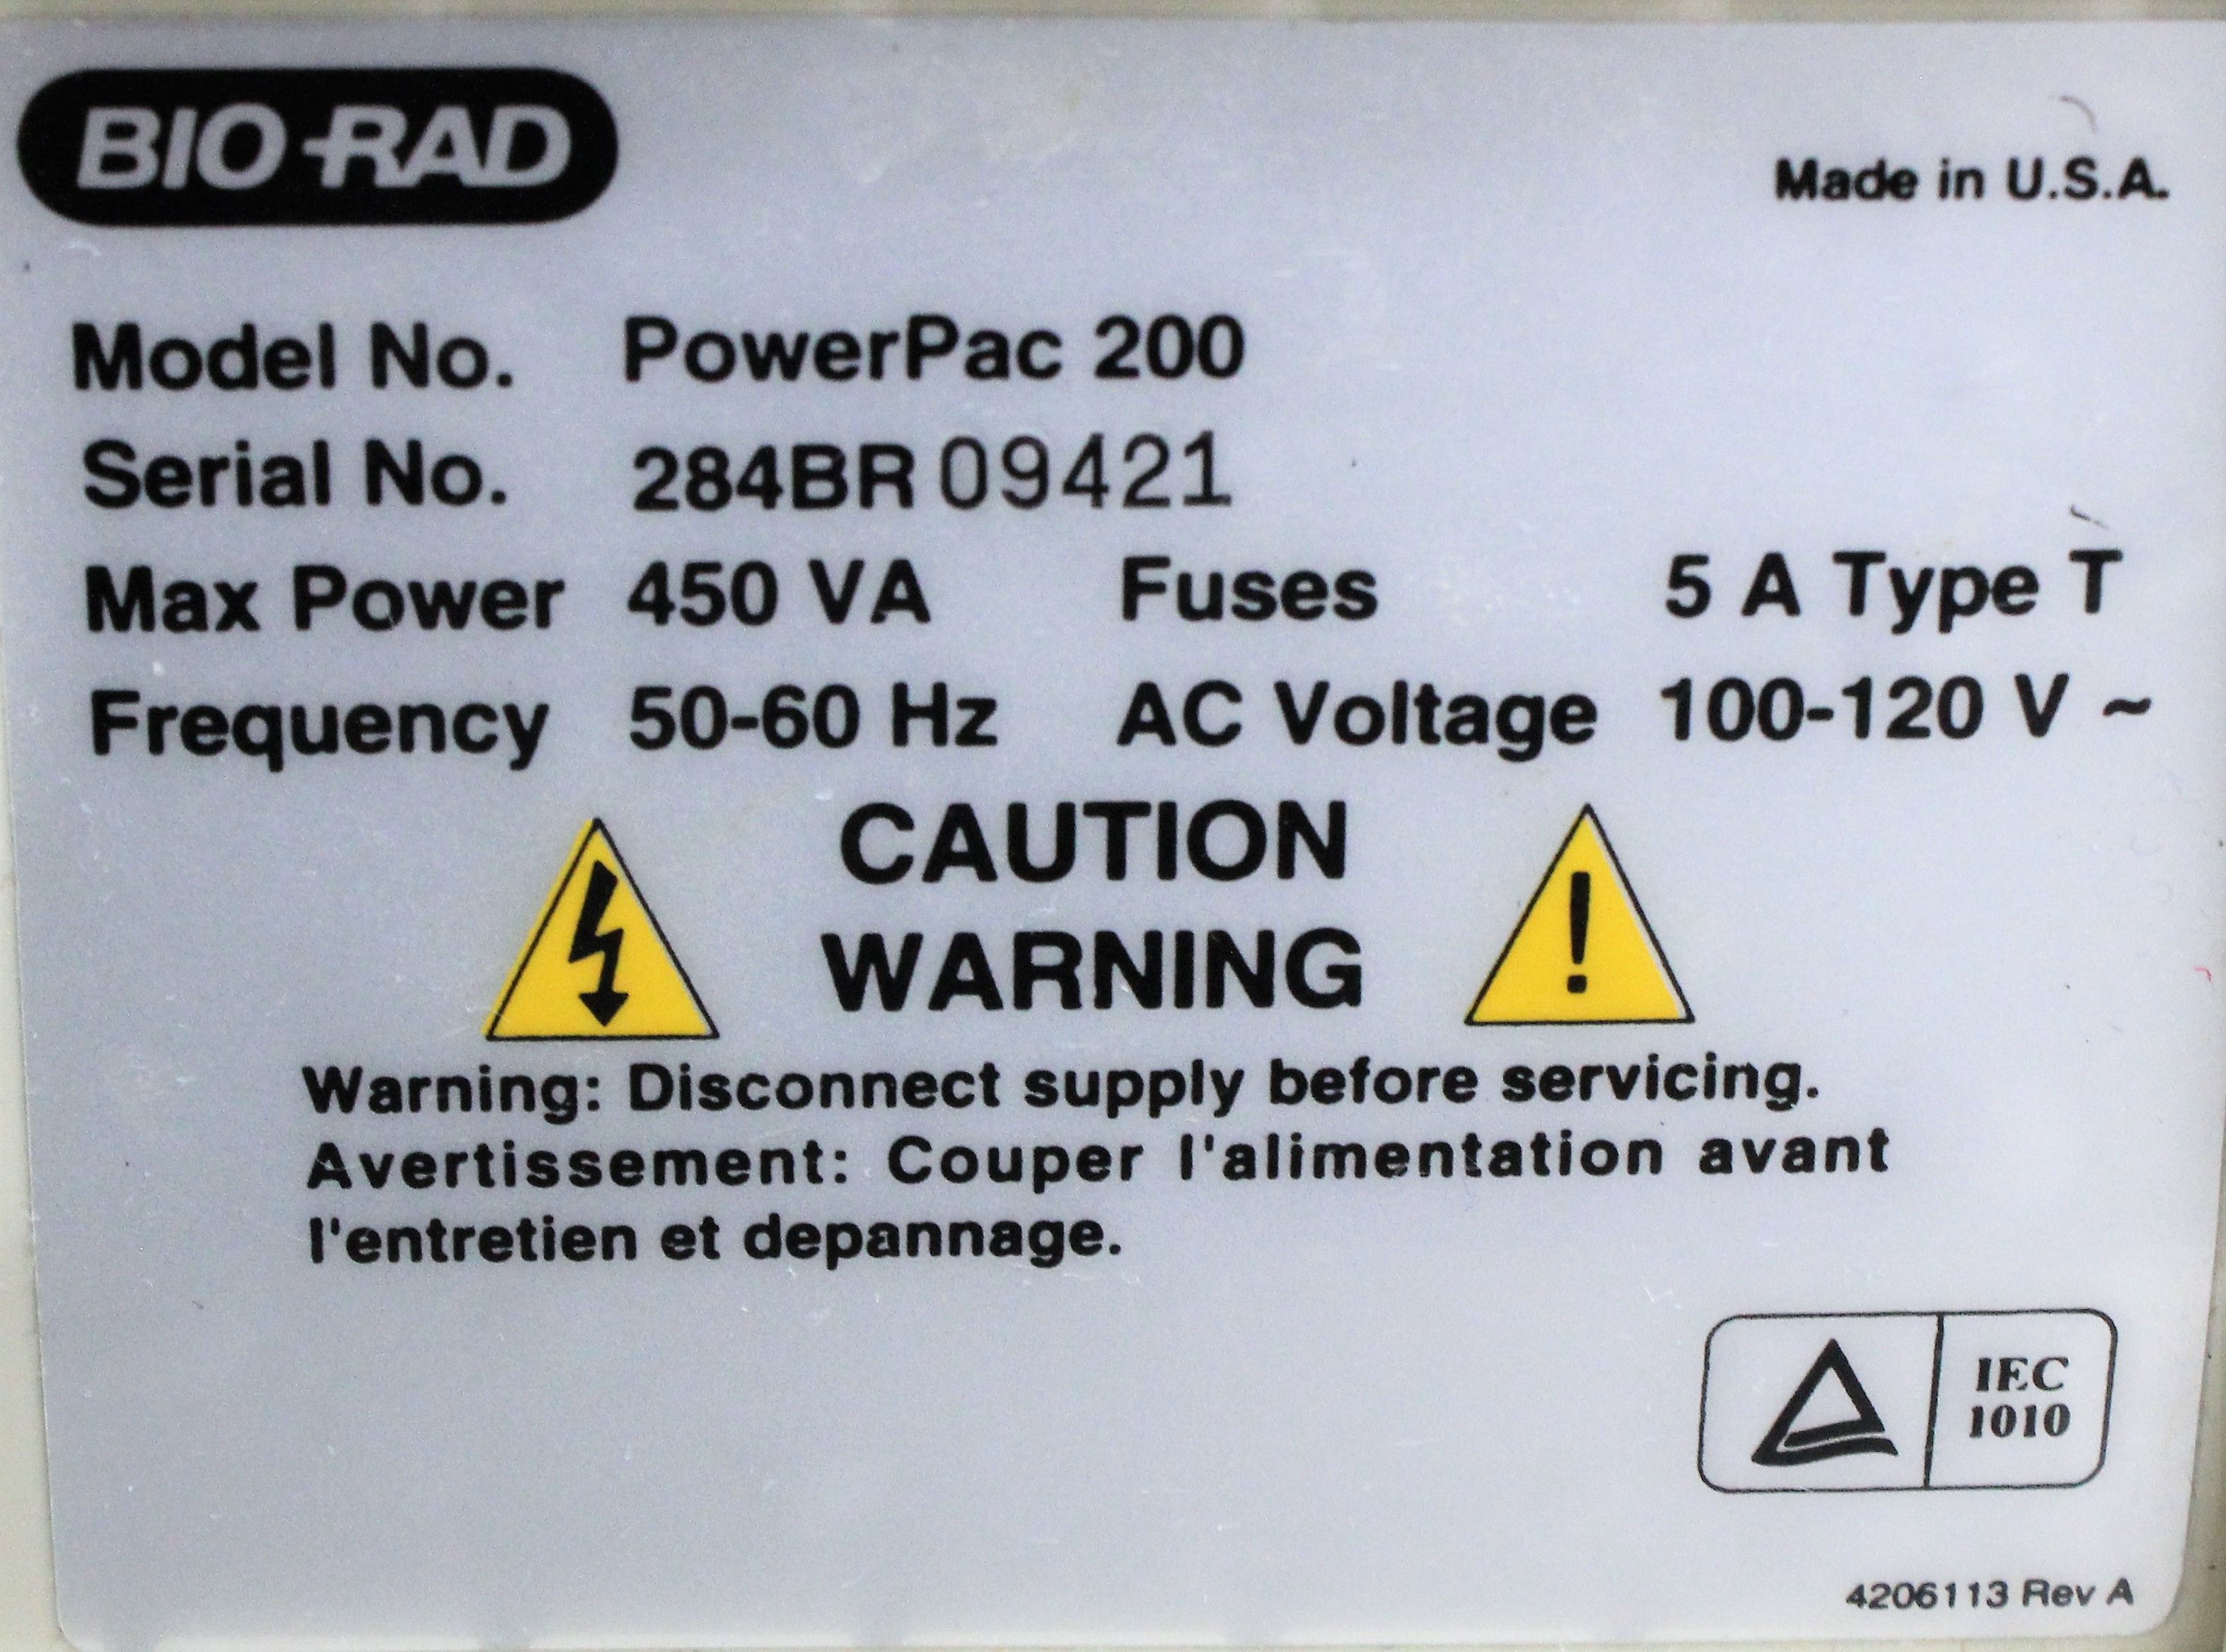 BIO-RAD
Made in U.S.A.
Model No. PowerPac 200
Serial No. 284BR 09421
Max Power 450 VA Fuses 5 A Type T
Frequency 50-60 Hz AC Voltage 100-120 V ~
CAUTION
WARNING
!
Warning: Disconnect supply before servicing.
Avertissement: Couper l'alimentation avant
l'entretien et depannage.
IEC
1010
4206113 Rev A